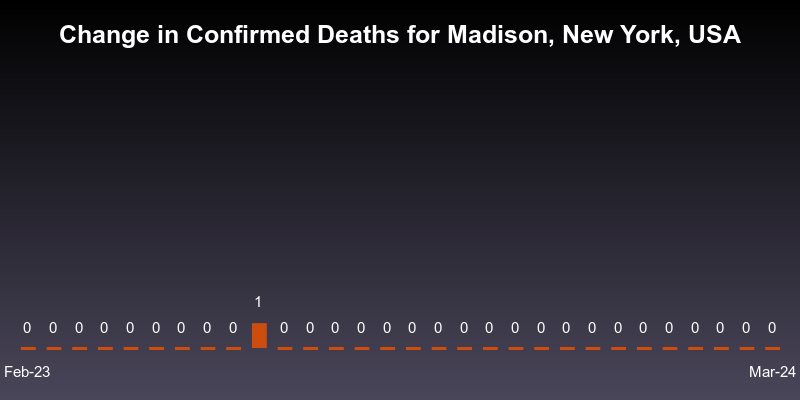 Change in Confirmed Deaths for Madison, New York, USA
1
0 0 0 0 0 0 0 0 0 0 0 0 0 0 0 0 0 0 0 0 0 0 0 0 0 0 0 0 0
Feb-23 Mar-24